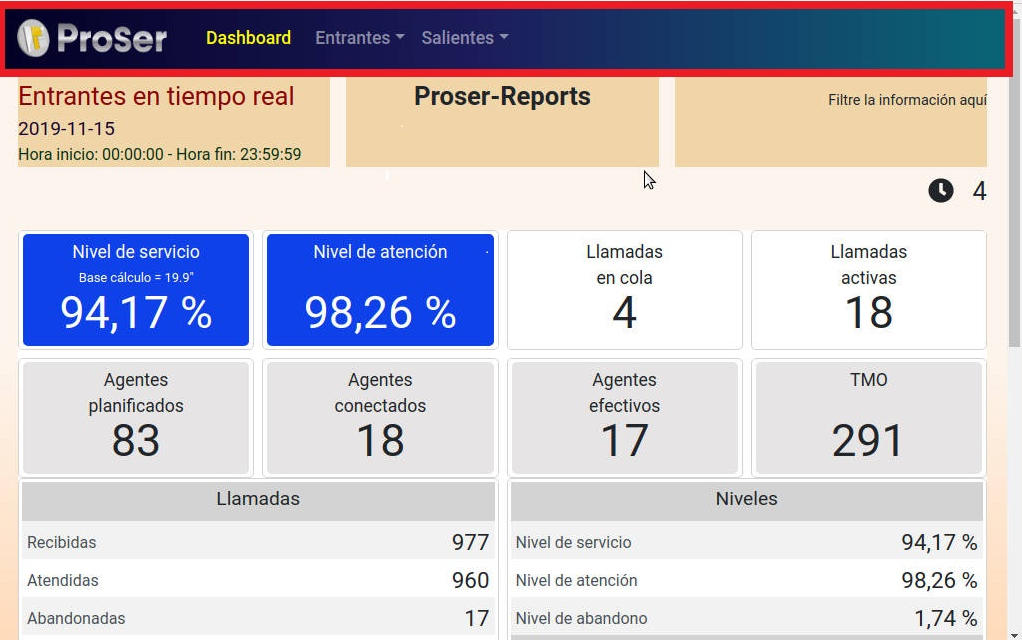 ProSer Dashboard Entrantes Salientes
Entrantes en tiempo real
2019-11-15
Hora inicio: 00:00:00 - Hora fin: 23:59:59
Proser-Reports
Filtre la información aquí
4
Nivel de servicio
Base cálculo = 19.9"
94,17 %
Nivel de atención
98,26 %
Llamadas
en cola
4
Llamadas
activas
18
Agentes
planificados
83
Agentes
conectados
18
Agentes
efectivos
17
TMO
291
Llamadas
Recibidas 977
Atendidas 960
Abandonadas 17
Niveles
Nivel de servicio 94,17 %
Nivel de atención 98,26 %
Nivel de abandono 1,74 %